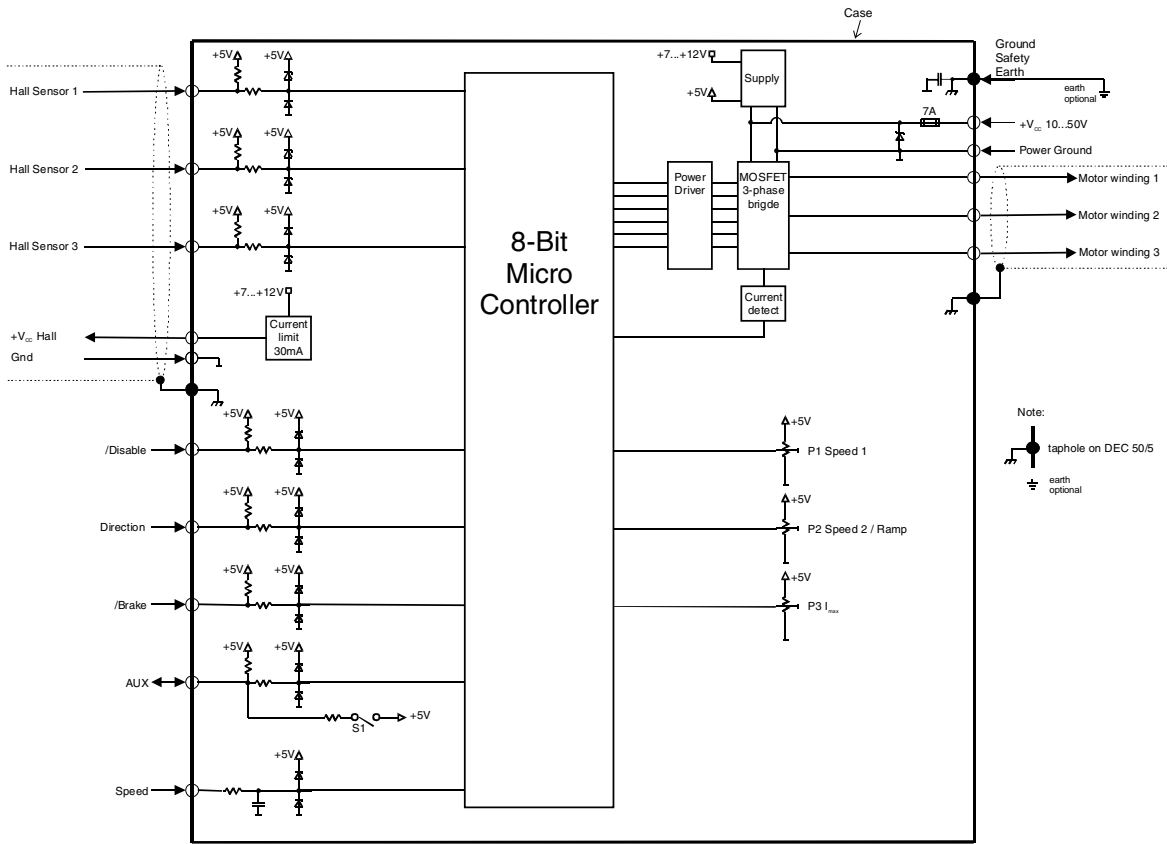 Case
+5V
+5V
Hall Sensor 1
+5V
+5V
Hall Sensor 2
+5V
+5V
Hall Sensor 3
+7...+12V
Current
limit
30mA
+Vcc Hall
Gnd
+5V
+5V
/Disable
+5V
+5V
Direction
+5V
+5V
/Brake
+5V
+5V
AUX
S1
+5V
+5V
Speed
8-Bit
Micro
Controller
+7...+12V
+5V
Supply
Ground
Safety
Earth
earth
optional
7A
+Vcc 10...50V
Power Ground
Power
Driver
MOSFET
3-phase
brigde
Motor winding 1
Motor winding 2
Motor winding 3
Current
detect
+5V
P1 Speed 1
+5V
P2 Speed 2 / Ramp
+5V
P3 Imax
Note:
taphole on DEC 50/5
earth
optional